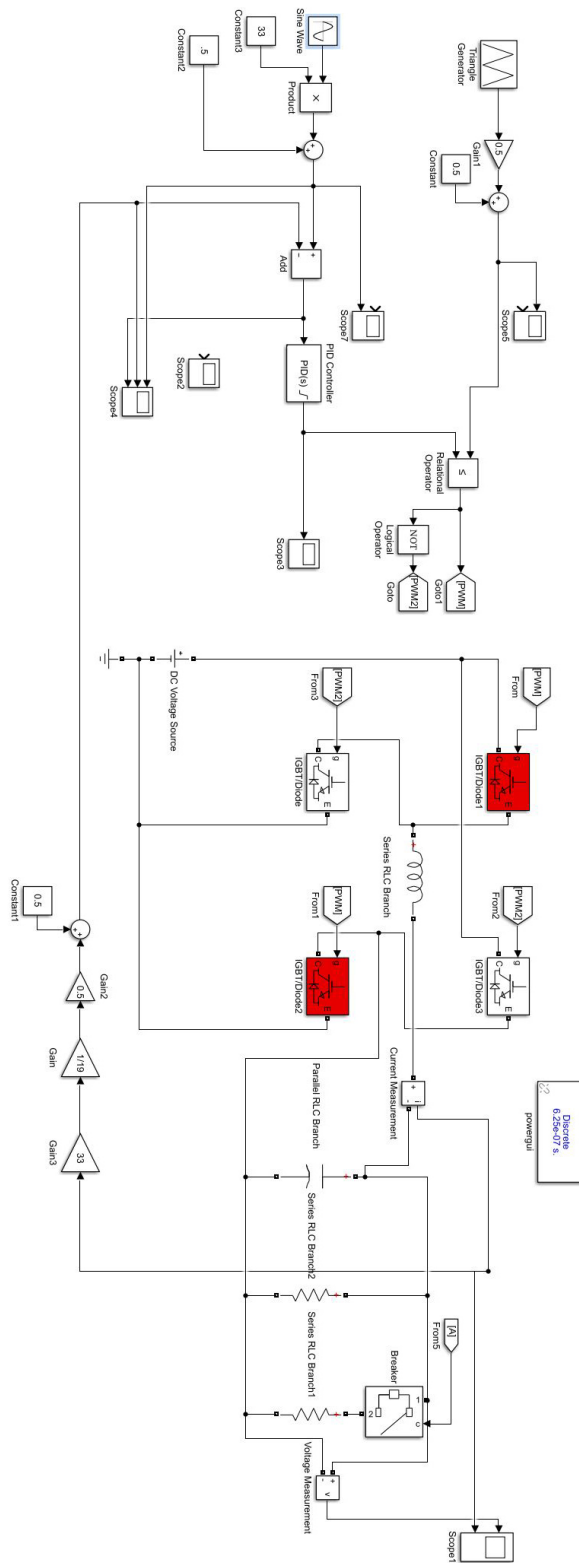 Discrete
6.25e-07 s.
powergui
Triangle
Generator
0.5
Gain1
0.5
Constant
+
+
Scope5
Sine Wave
33
Constant3
×
Product
.5
Constant2
+
+
Scope7
+
−
Add
PID(s)
PID Controller
Scope2
Scope4
Scope3
≤
Relational
Operator
NOT
Logical
Operator
[PWM]
Goto1
[PWM2]
Goto
[PWM]
From
g
C
E
IGBT/Diode1
[PWM2]
From2
g
C
E
IGBT/Diode3
[PWM2]
From3
g
C
E
IGBT/Diode
[PWM]
From1
g
C
E
IGBT/Diode2
+
DC Voltage Source
+
Series RLC Branch
+
-
i
Current Measurement
+
Parallel RLC Branch
+
Series RLC Branch2
+
Series RLC Branch1
[A]
From5
c
1
2
Breaker
+
-
v
Voltage Measurement
Scope1
0.5
Constant1
+
+
0.5
Gain2
1/19
Gain
33
Gain3